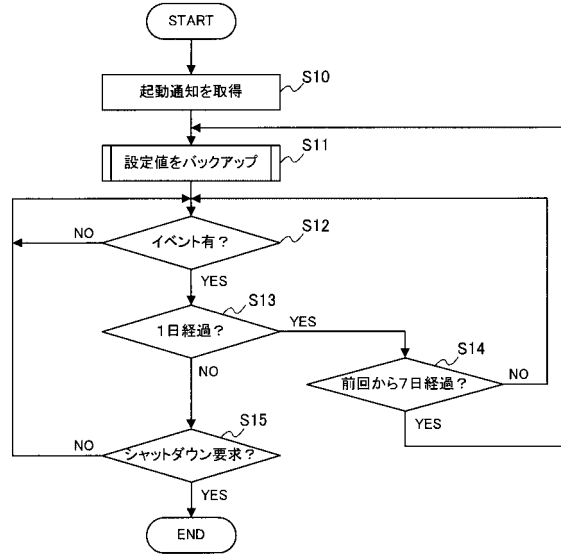 START
起動通知を取得
S10
設定値をバックアップ
S11
イベント有？
S12
NO
YES
1日経過？
S13
YES
NO
前回から7日経過？
S14
NO
YES
シャットダウン要求？
S15
NO
YES
END